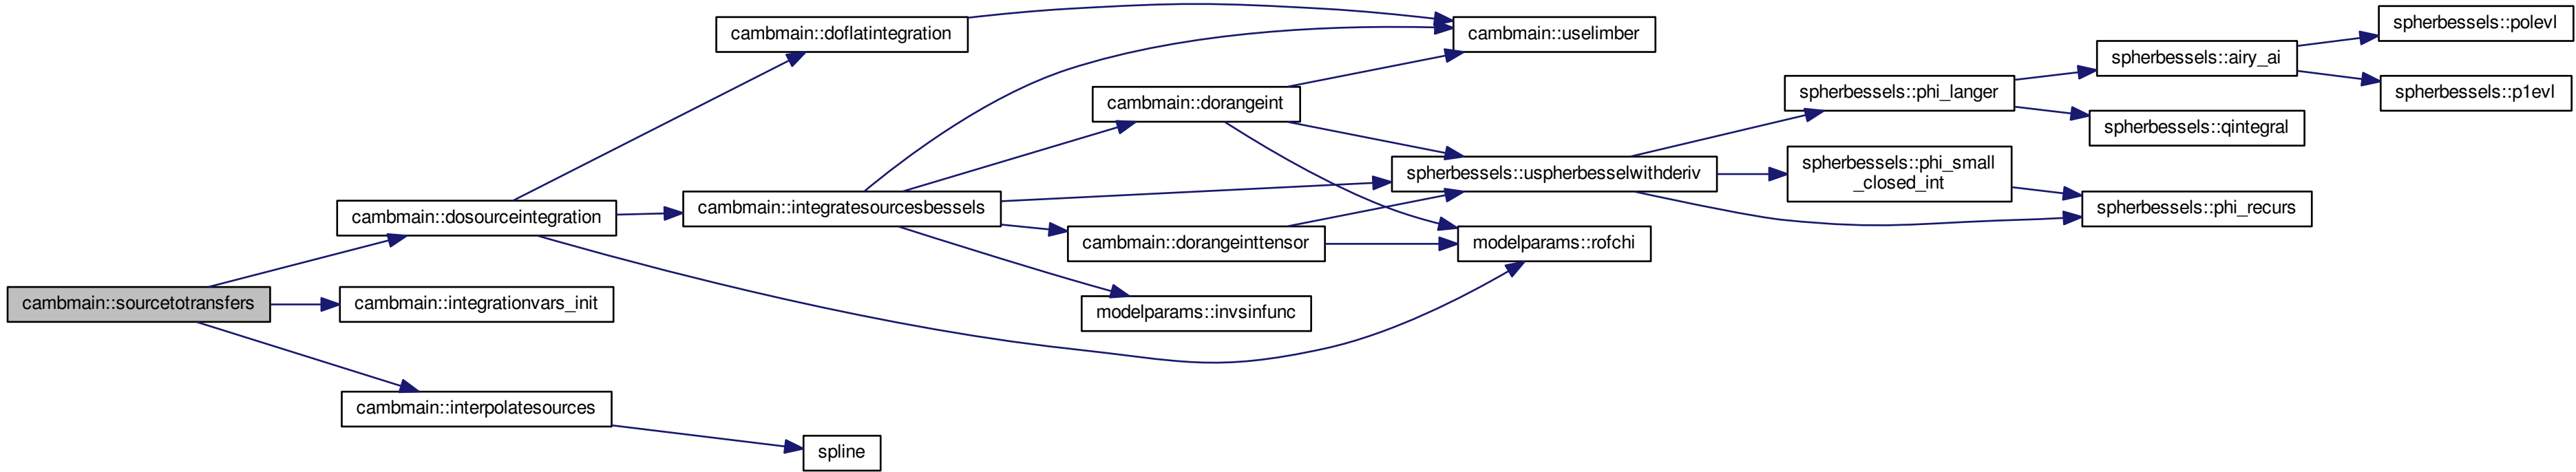 cambmain::sourcetotransfers
cambmain::dosourceintegration
cambmain::integrationvars_init
cambmain::interpolatesources
cambmain::doflatintegration
cambmain::integratesourcesbessels
spline
cambmain::dorangeint
cambmain::dorangeinttensor
modelparams::invsinfunc
cambmain::uselimber
spherbessels::uspherbesselwithderiv
modelparams::rofchi
spherbessels::phi_langer
spherbessels::phi_small
_closed_int
spherbessels::airy_ai
spherbessels::qintegral
spherbessels::phi_recurs
spherbessels::polevl
spherbessels::p1evl